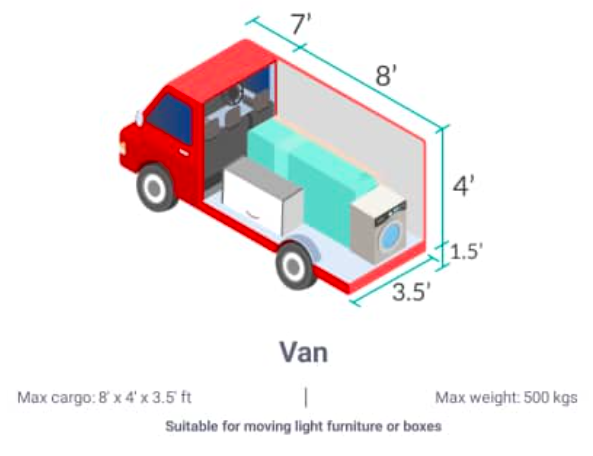 7'
8'
4'
1.5'
3.5'
Van
Max cargo: 8' x 4' x 3.5' ft | Max weight: 500 kgs
Suitable for moving light furniture or boxes